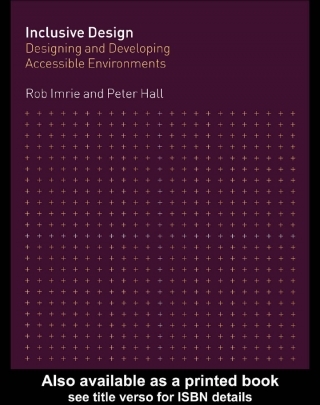 Inclusive Design
Designing and Developing
Accessible Environments
Rob Imrie and Peter Hall
Also available as a printed book
see title verso for ISBN details